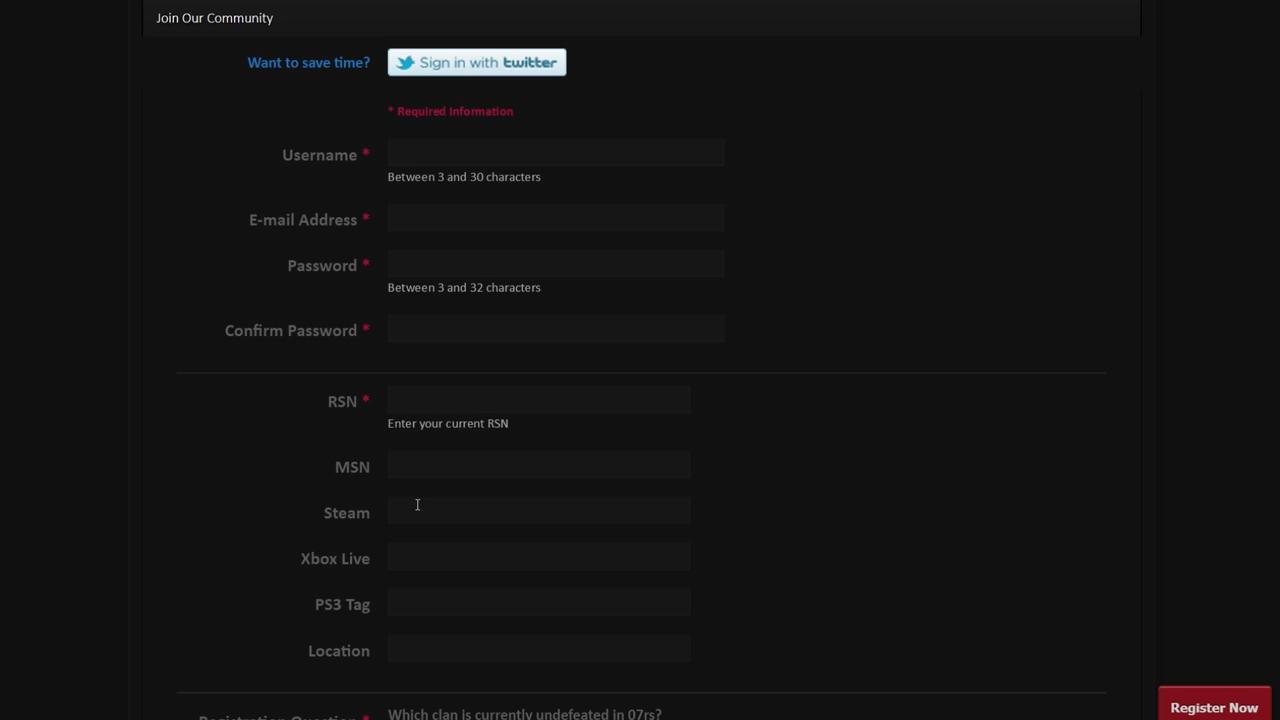 Join Our Community
Want to save time? Sign in with twitter
* Required Information
Username *
Between 3 and 30 characters
E-mail Address *
Password *
Between 3 and 32 characters
Confirm Password *
RSN *
Enter your current RSN
MSN
Steam
Xbox Live
PS3 Tag
Location
Registration Question * Which clan is currently undefeated in 07rs?
Register Now